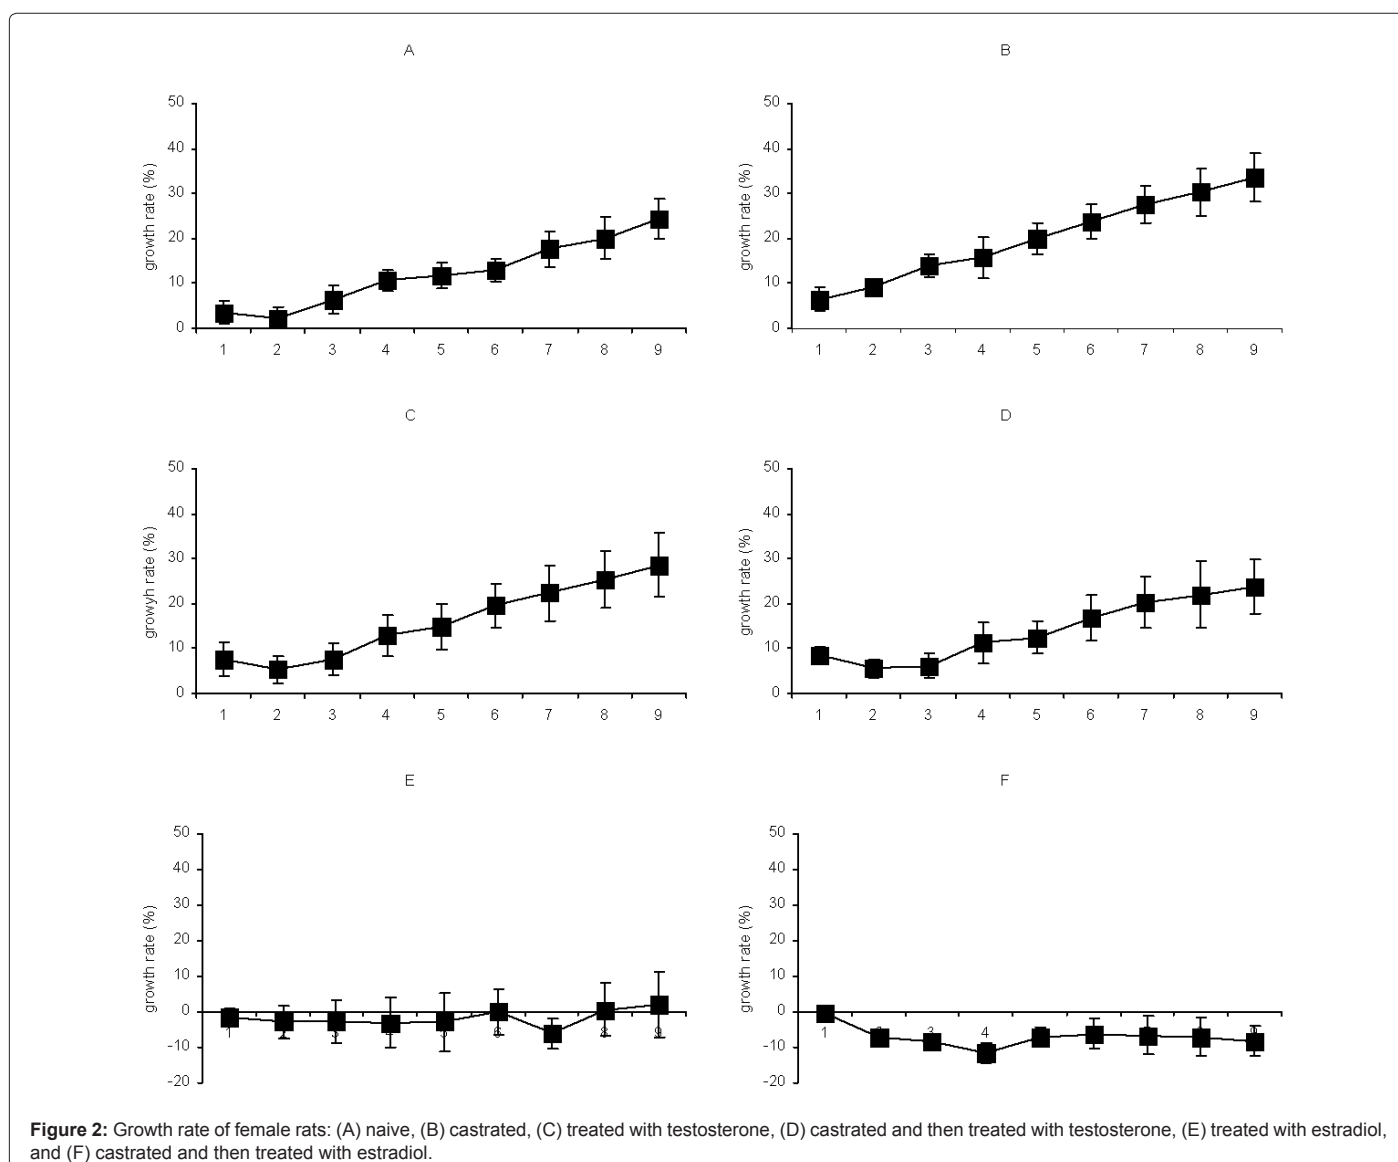 A
growth rate (%)
50
40
30
20
10
0
1 2 3 4 5 6 7 8 9
B
growth rate (%)
50
40
30
20
10
0
1 2 3 4 5 6 7 8 9
C
growyh rate (%)
50
40
30
20
10
0
1 2 3 4 5 6 7 8 9
D
growth rate (%)
50
40
30
20
10
0
1 2 3 4 5 6 7 8 9
E
growth rate (%)
50
40
30
20
10
0
-10
-20
1 6 8 9
F
growth rate (%)
50
40
30
20
10
0
-10
-20
1 3 4
Figure 2: Growth rate of female rats: (A) naive, (B) castrated, (C) treated with testosterone, (D) castrated and then treated with testosterone, (E) treated with estradiol,
and (F) castrated and then treated with estradiol.